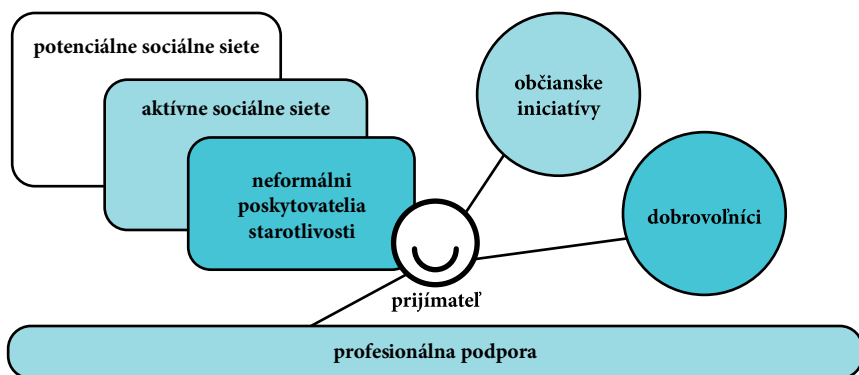 potenciálne sociálne siete
aktívne sociálne siete
neformálni
poskytovatelia
starotlivosti
občianske
iniciatívy
dobrovoľníci
prijímateľ
profesionálna podpora